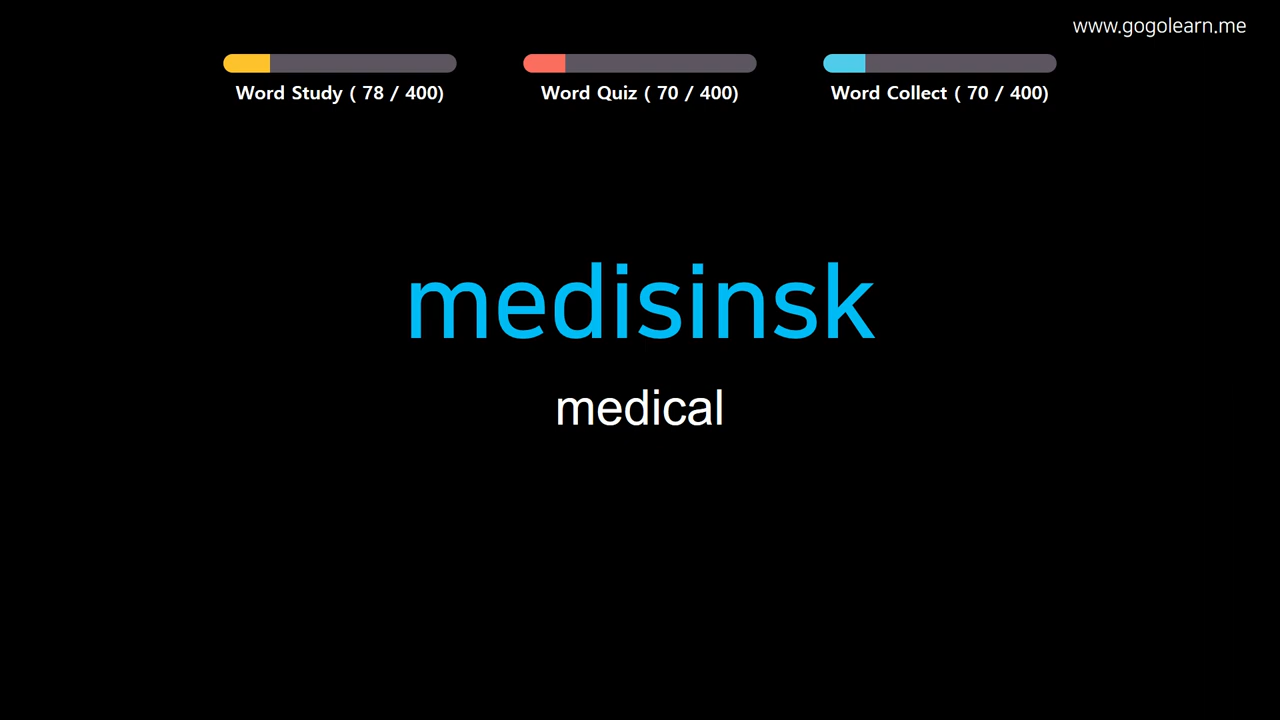 www.gogolearn.me
Word Study ( 78 / 400)
Word Quiz ( 70 / 400)
Word Collect ( 70 / 400)
medisinsk
medical